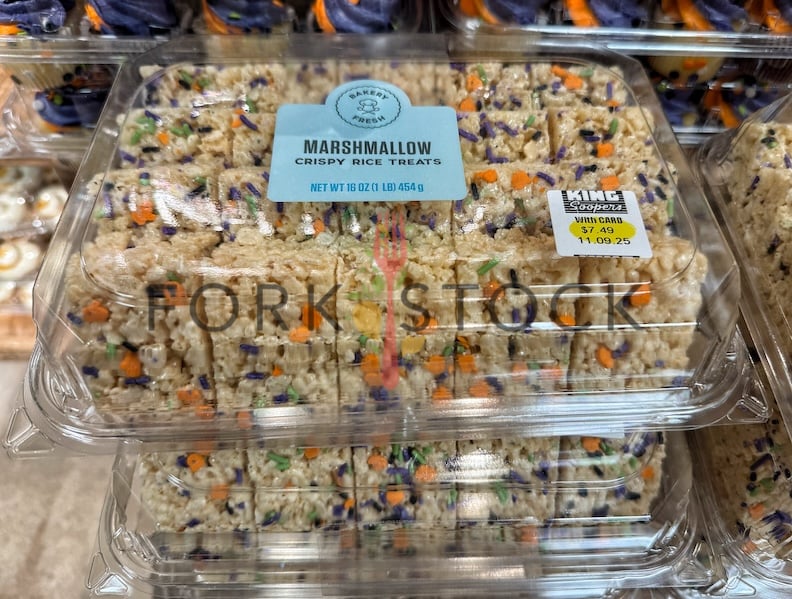 BAKERY
FRESH
MARSHMALLOW
CRISPY RICE TREATS
NET WT 16 OZ (1 LB) 454 g
KING
Soopers
With CARD
$7.49
11.09.25
FORK STOCK